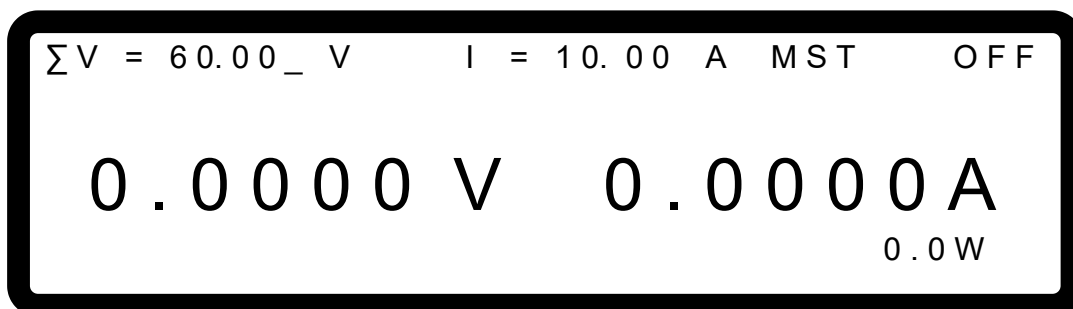 ∑V = 60.00_ V I = 10.00 A MST OFF
0.0000 V 0.0000A
0.0W